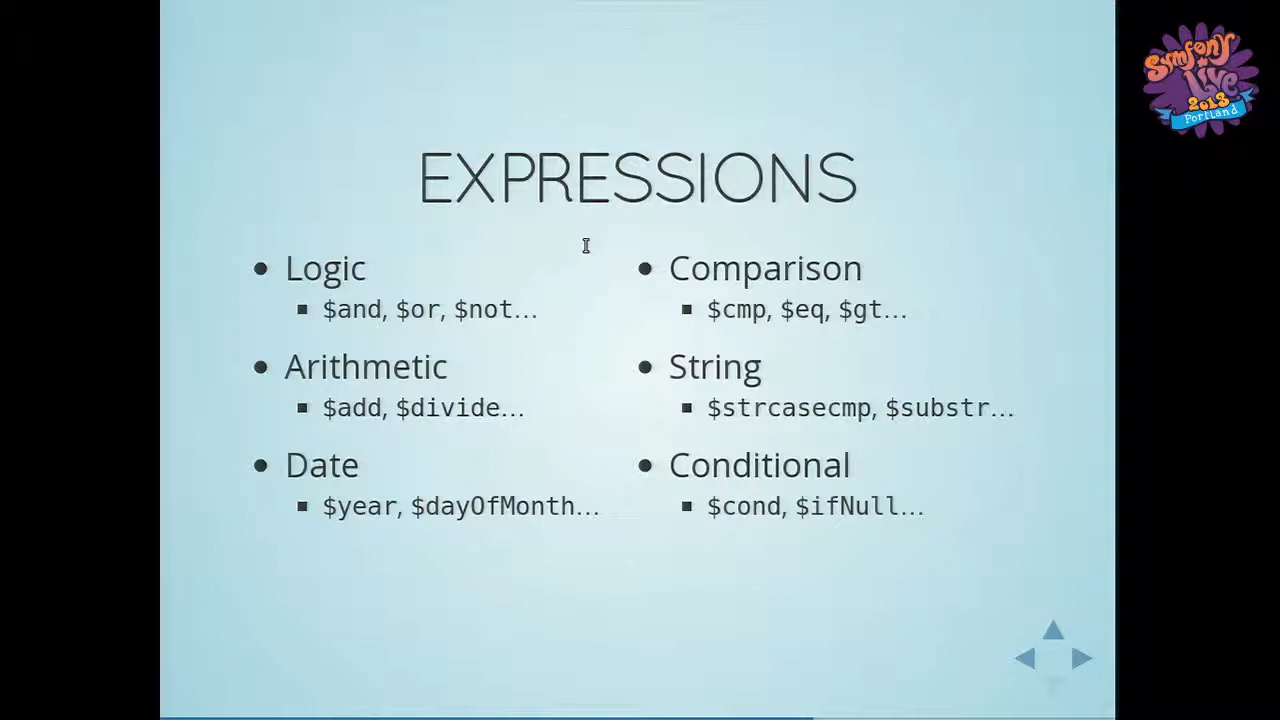 EXPRESSIONS
Logic
$and, $or, $not...
Arithmetic
$add, $divide...
Date
$year, $dayOfMonth...
Comparison
$cmp, $eq, $gt...
String
$strcasecmp, $substr...
Conditional
$cond, $ifNull...
Symfony
Live
2013
Portland